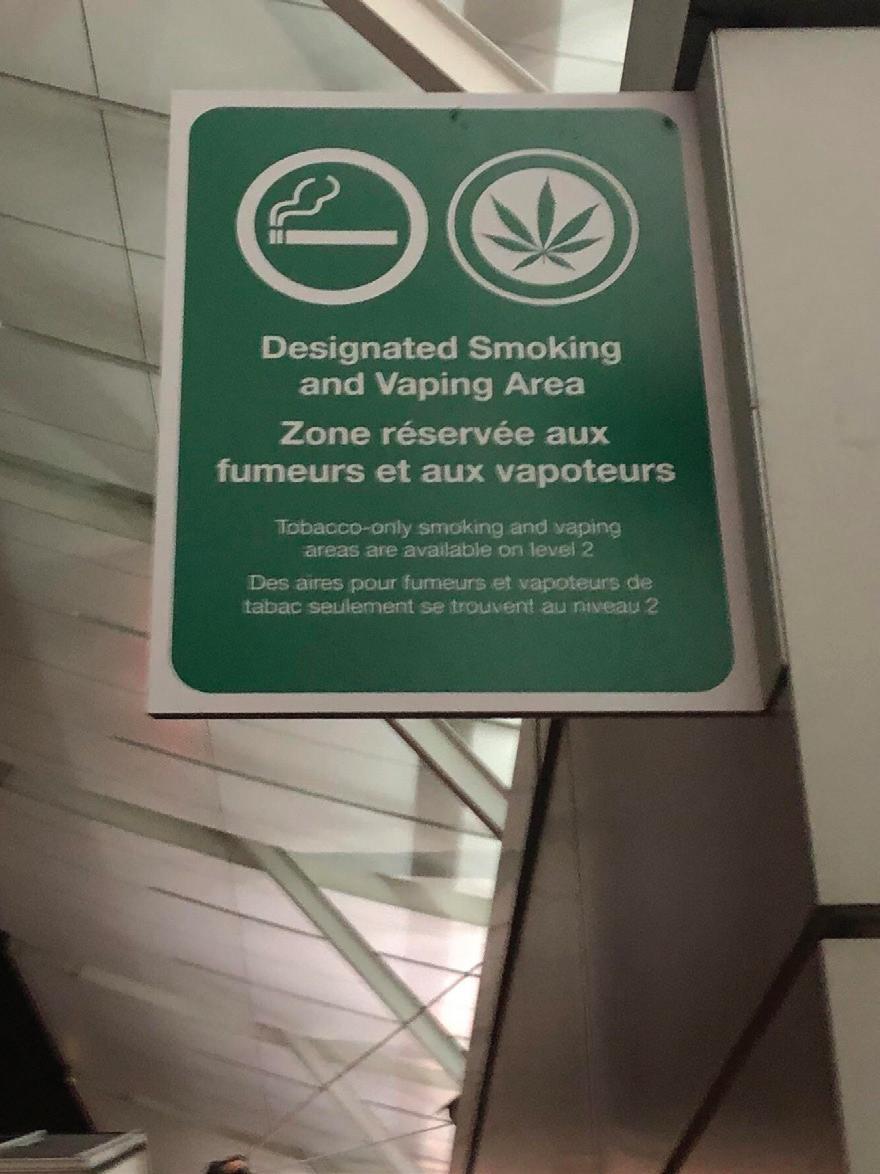 Designated Smoking
and Vaping Area
Zone réservée aux
fumeurs et aux vapoteurs
Tobacco-only smoking and vaping
areas are available on level 2
Des aires pour fumeurs et vapoteurs de
tabac seulement se trouvent au niveau 2